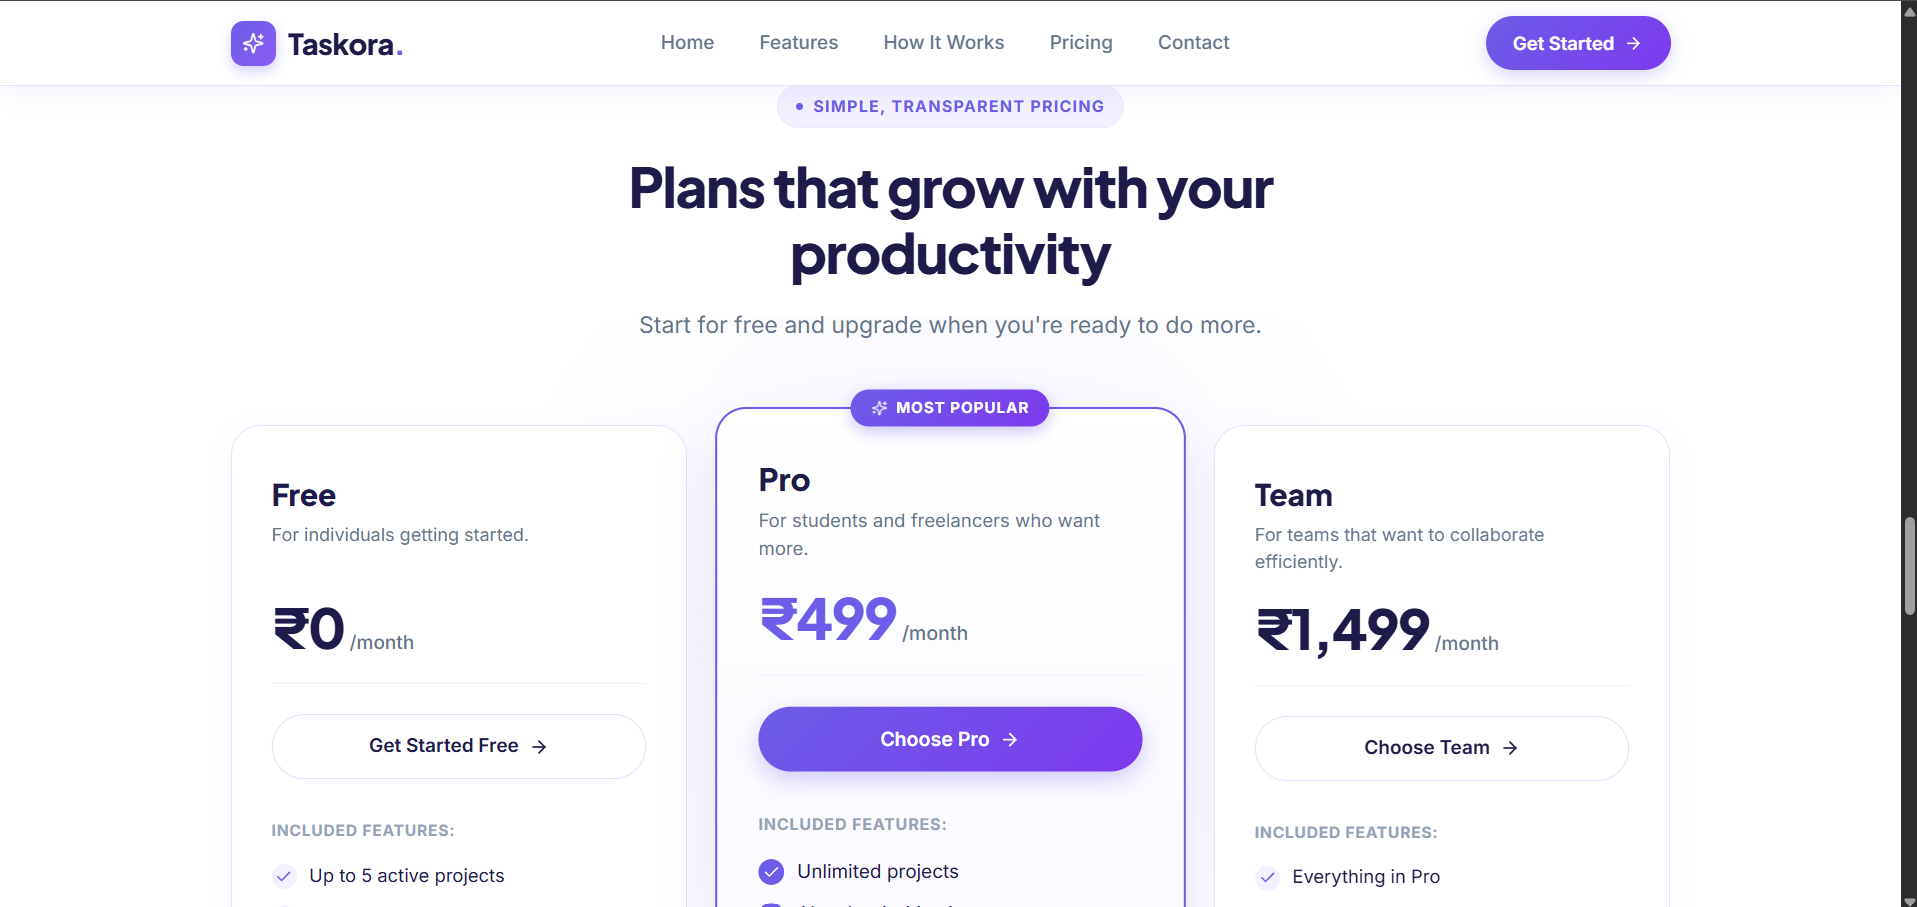 Taskora.
Home
Features
How It Works
Pricing
Contact
Get Started
SIMPLE, TRANSPARENT PRICING
Plans that grow with your
productivity
Start for free and upgrade when you're ready to do more.
Free
For individuals getting started.
₹0 /month
Get Started Free
INCLUDED FEATURES:
Up to 5 active projects
MOST POPULAR
Pro
For students and freelancers who want
more.
₹499 /month
Choose Pro
INCLUDED FEATURES:
Unlimited projects
Team
For teams that want to collaborate
efficiently.
₹1,499 /month
Choose Team
INCLUDED FEATURES:
Everything in Pro